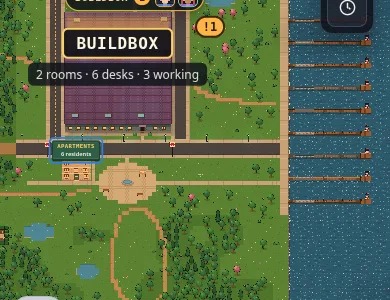 !1
BUILDBOX
2 rooms · 6 desks · 3 working
APARTMENTS
6 residents